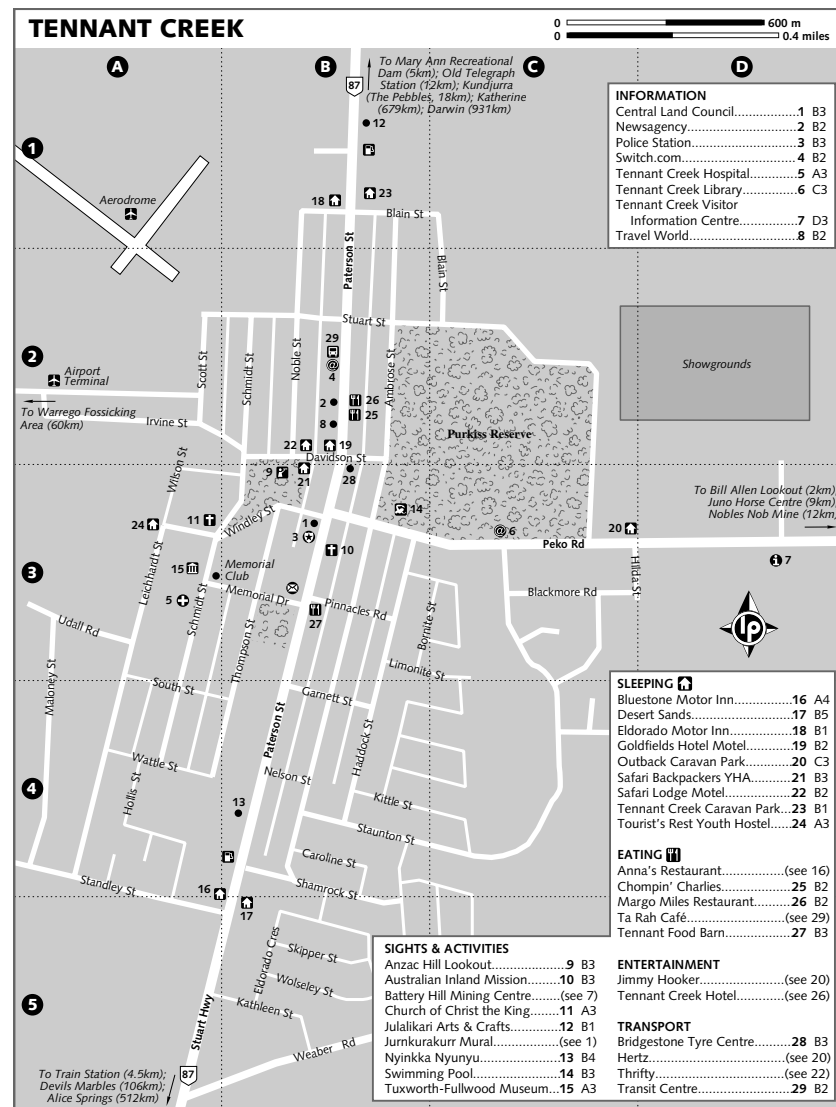 TENNANT CREEK
0 600 m
0 0.4 miles
A
B
C
D
1
2
3
4
5
87
To Mary Ann Recreational
Dam (5km); Old Telegraph
Station (12km); Kundjurra
(The Pebbles, 18km); Katherine
(679km); Darwin (931km)
INFORMATION
Central Land Council................1 B3
Newsagency................2 B2
Police Station................3 B3
Switch.com................4 B2
Tennant Creek Hospital................5 A3
Tennant Creek Library................6 C3
Tennant Creek Visitor
Information Centre................7 D3
Travel World................8 B2
12
Aerodrome
18
23
Blain St
Paterson St
Blain St
Stuart St
29
@
4
Scott St
Schmidt St
Noble St
Ambrose St
Showgrounds
Airport
Terminal
To Warrego Fossicking
Area (60km)
Irvine St
2
26
25
8
22
19
Purkiss Reserve
Davidson St
9
21
28
Wilson St
To Bill Allen Lookout (2km)
Juno Horse Centre (9km)
Nobles Nob Mine (12km)
24
11
Windley St
14
1
3
10
@ 6
20
Peko Rd
7
15
Memorial
Club
Leichhardt St
Schmidt St
5
Memorial Dr
27
Pinnacles Rd
Blackmore Rd
Hilda St
lp
Udall Rd
Thompson St
Bornite St
Limonite St
Maloney St
South St
Garnett St
Paterson St
Haddock St
Wattle St
Nelson St
Hollis St
13
Kittle St
Staunton St
Caroline St
Standley St
16
17
Shamrock St
Eldorado Cres
Skipper St
Wolseley St
Kathleen St
Stuart Hwy
Weaber Rd
87
To Train Station (4.5km);
Devils Marbles (106km);
Alice Springs (512km)
SLEEPING
Bluestone Motor Inn................16 A4
Desert Sands................17 B5
Eldorado Motor Inn................18 B1
Goldfields Hotel Motel................19 B2
Outback Caravan Park................20 C3
Safari Backpackers YHA................21 B3
Safari Lodge Motel................22 B2
Tennant Creek Caravan Park....23 B1
Tourist's Rest Youth Hostel.......24 A3
EATING
Anna's Restaurant................(see 16)
Chompin' Charlies................25 B2
Margo Miles Restaurant................26 B2
Ta Rah Café................(see 29)
Tennant Food Barn................27 B3
SIGHTS & ACTIVITIES
Anzac Hill Lookout................9 B3
Australian Inland Mission................10 B3
Battery Hill Mining Centre......(see 7)
Church of Christ the King................11 A3
Julalikari Arts & Crafts................12 B1
Jurnkurakurr Mural................(see 1)
Nyinkka Nyunyu................13 B4
Swimming Pool................14 B3
Tuxworth-Fullwood Museum...15 A3
ENTERTAINMENT
Jimmy Hooker................(see 20)
Tennant Creek Hotel................(see 26)
TRANSPORT
Bridgestone Tyre Centre................28 B3
Hertz................(see 20)
Thrifty................(see 22)
Transit Centre................29 B2